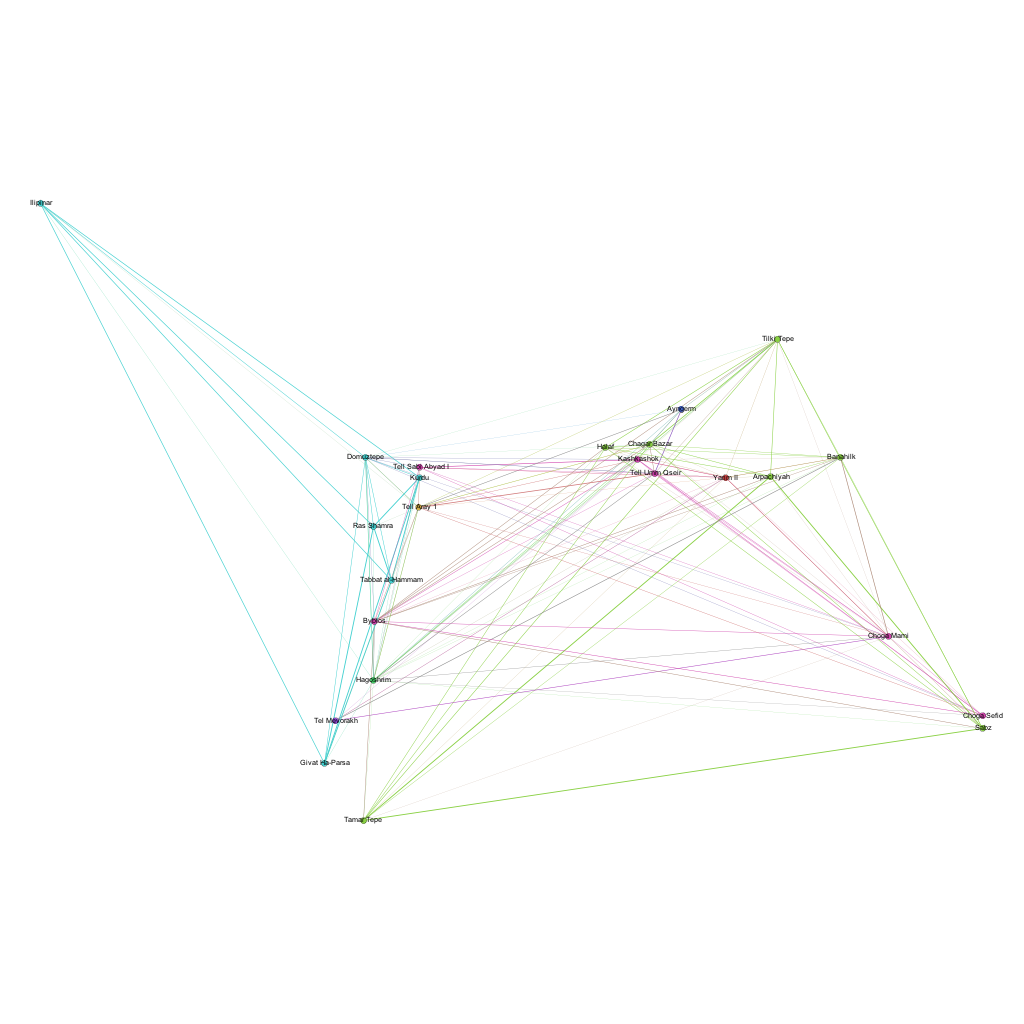 Ilipinar
Tilki Tepe
Domuztepe
Tell Sabi Abyad I
Kurdu
Tell Aray 1
Ras Shamra
Tabbat al-Hammam
Byblos
Hagoshrim
Tel Mevorakh
Givat Ha-Parsa
Tamar Tepe
Halaf
Chagar Bazar
Kashkashok
Tell Umm Qseir
Yarim II
Arpachiyah
Banahilk
Choga Mami
Choga Sefid
Sabz